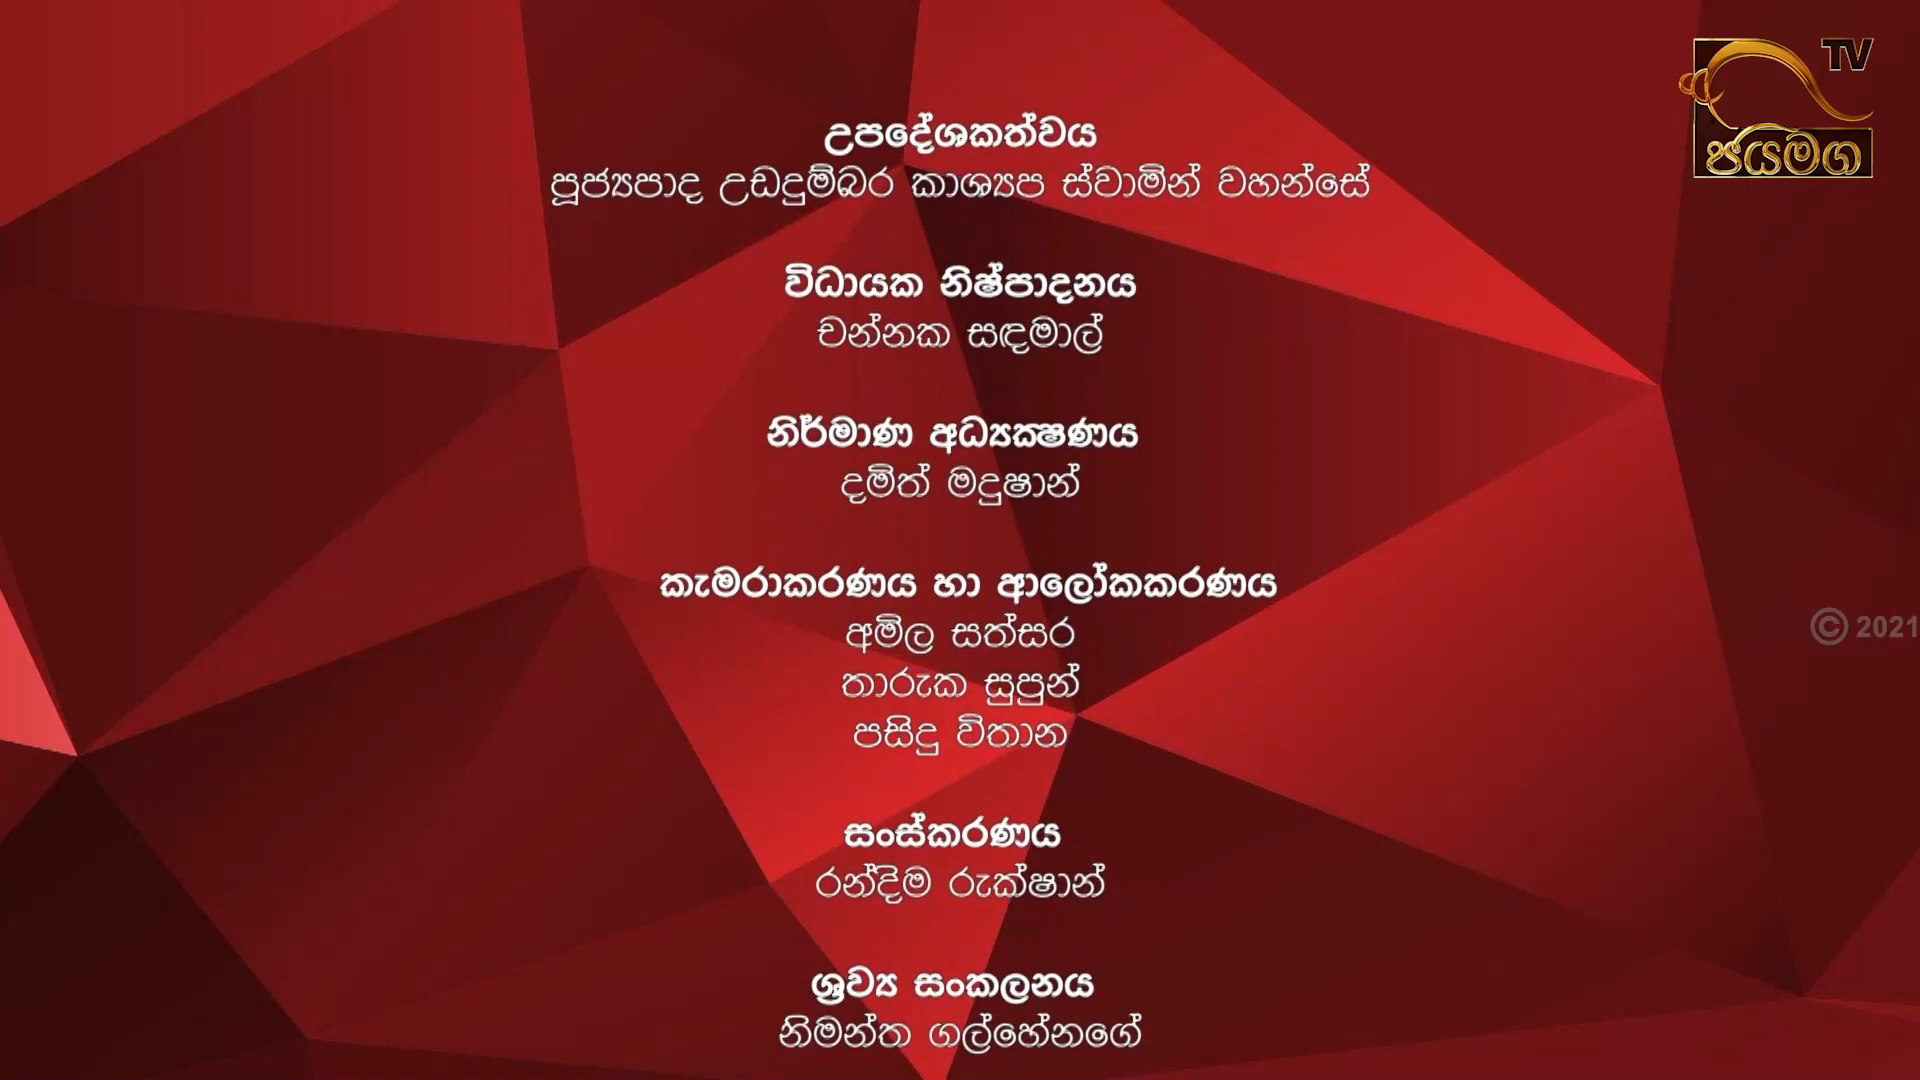 TV
ජයමග
උපදේශකත්වය
පූජ්‍යපාද උඩදුම්බර කාශ්‍යප ස්වාමින් වහන්සේ
විධායක නිෂ්පාදනය
චන්නක සඳමාල්
නිර්මාණ අධ්‍යක්ෂණය
දමිත් මදුෂාන්
කැමරාකරණය හා ආලෝකකරණය
අමිල සත්සර
තාරුක සුපුන්
පසිදු විතාන
© 2021
සංස්කරණය
රන්දිම රුක්ෂාන්
ශ්‍රව්‍ය සංකලනය
නිමන්ත ගල්හේනගේ